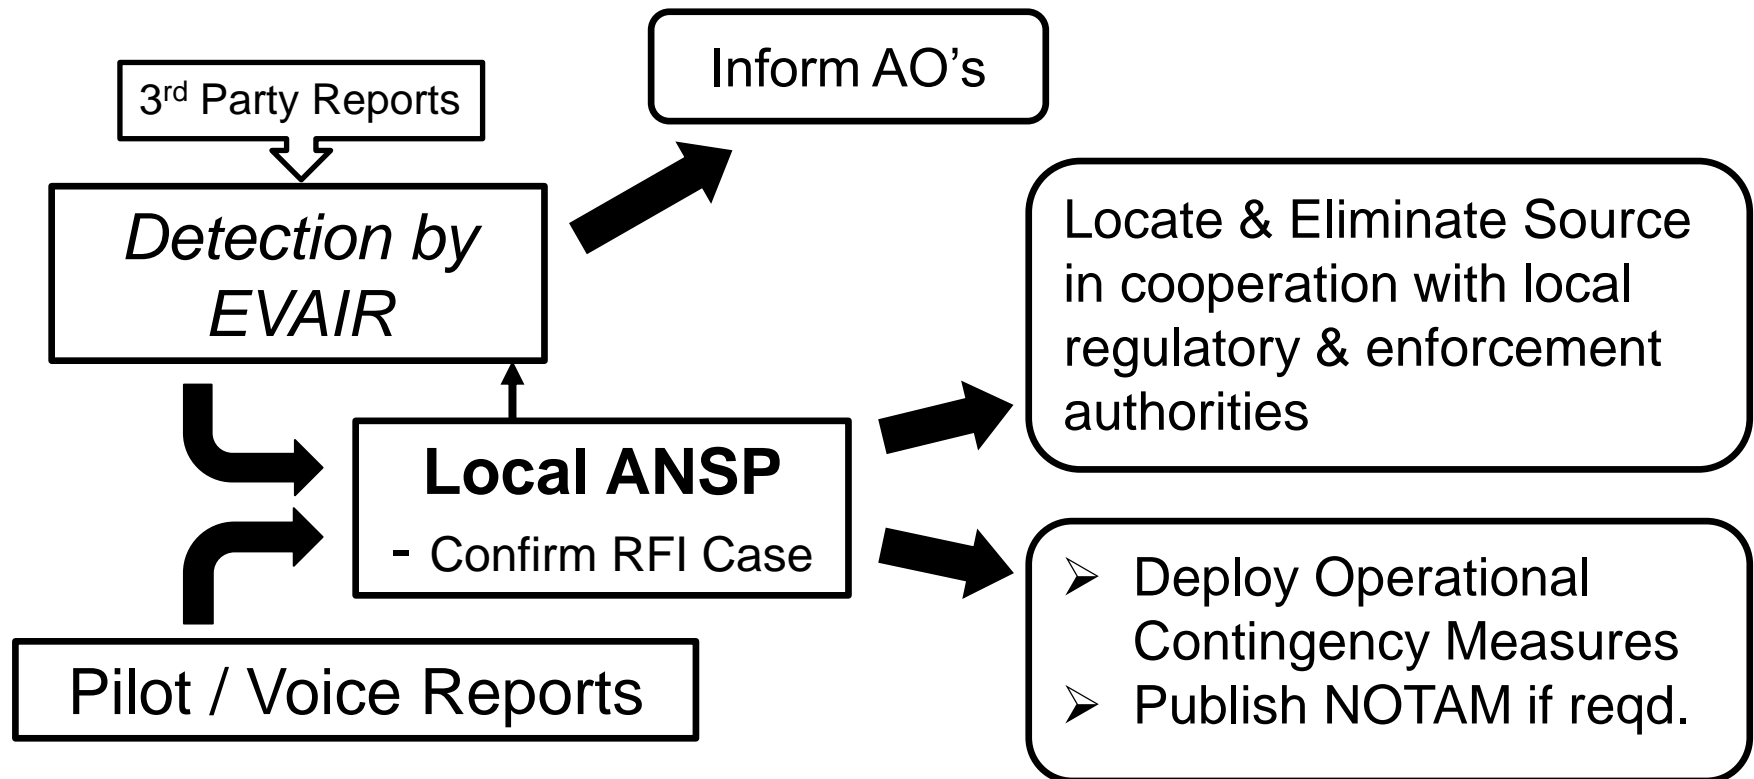 Inform AO’s
3rd Party Reports
Detection by
EVAIR
Locate & Eliminate Source
in cooperation with local
regulatory & enforcement
authorities
Local ANSP
- Confirm RFI Case
➢ Deploy Operational
Contingency Measures
➢ Publish NOTAM if reqd.
Pilot / Voice Reports